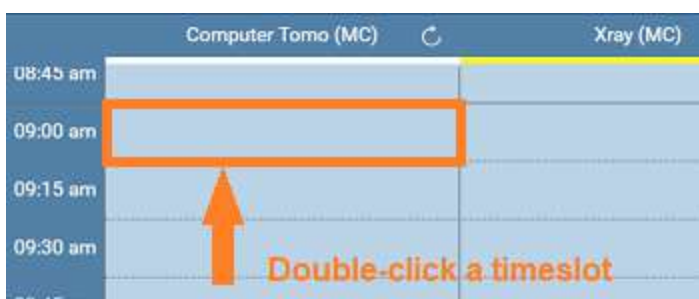 Computer Tomo (MC) Xray (MC)
08:45 am
09:00 am
09:15 am
09:30 am
Double-click a timeslot